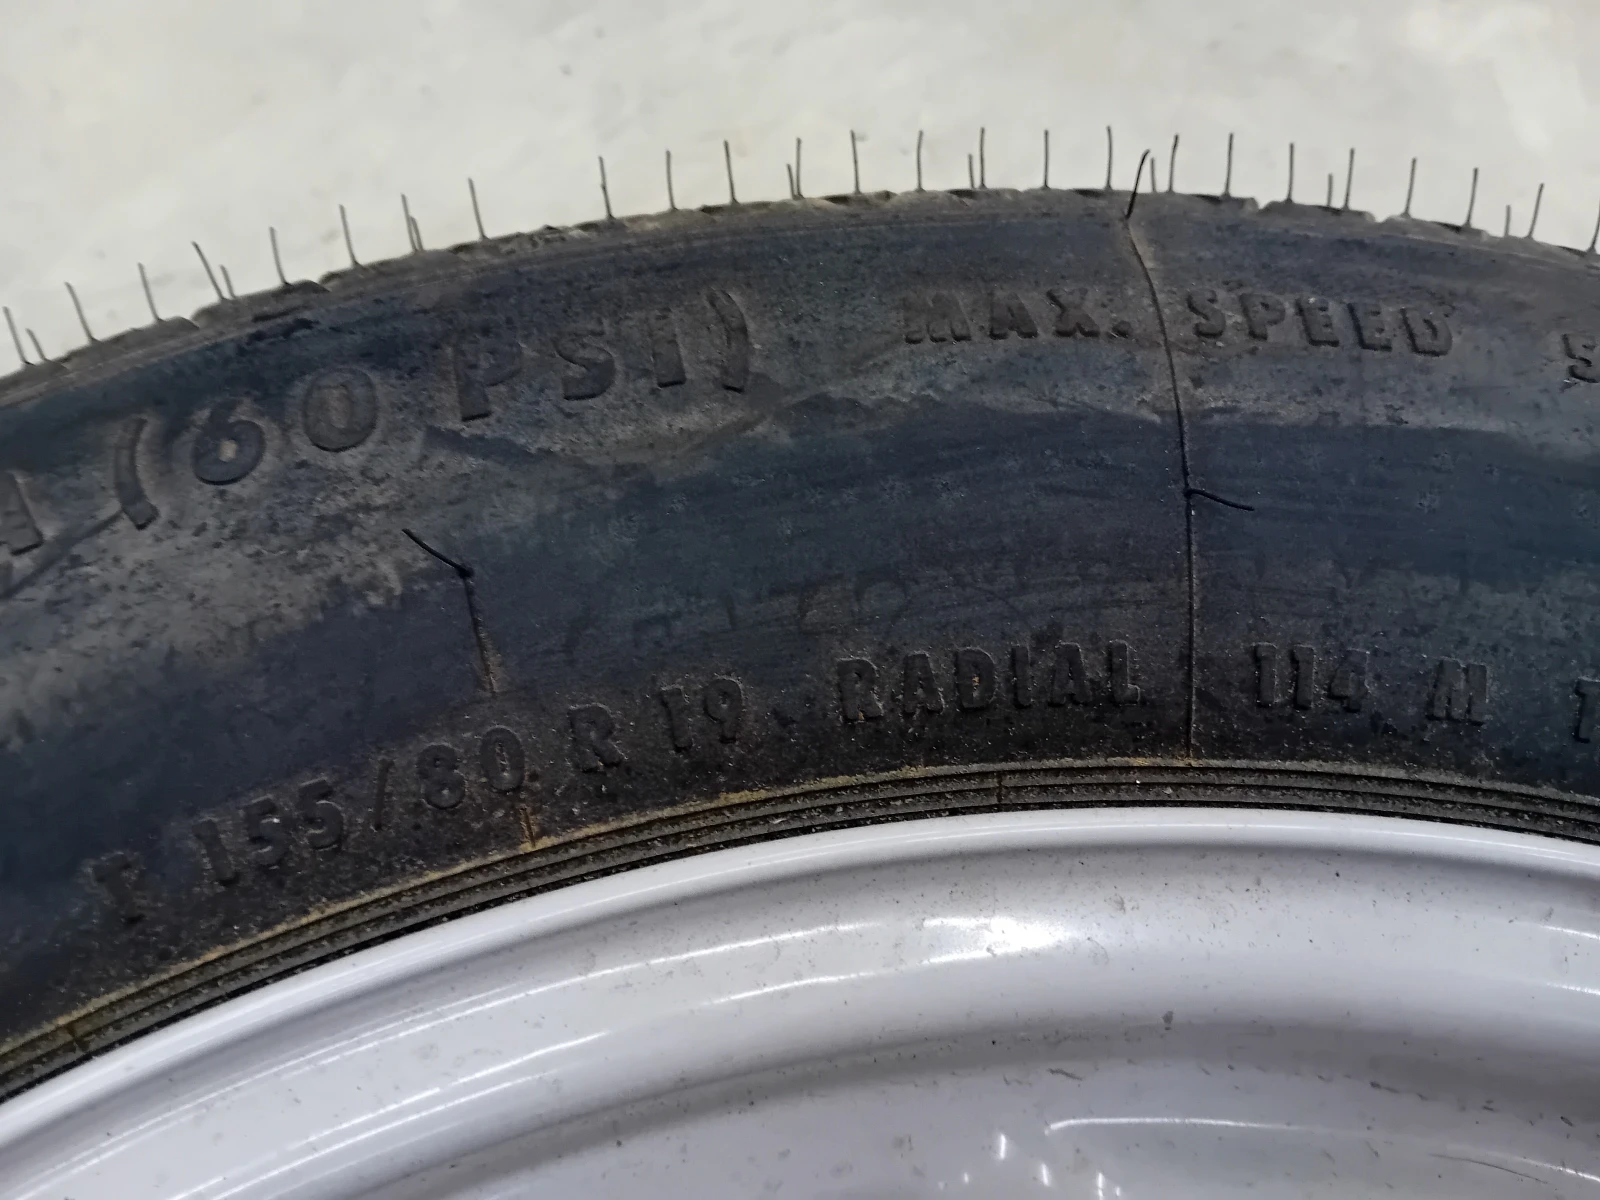 (60 PSI) MAX. SPEED
T 155/80 R 19 RADIAL 114 M